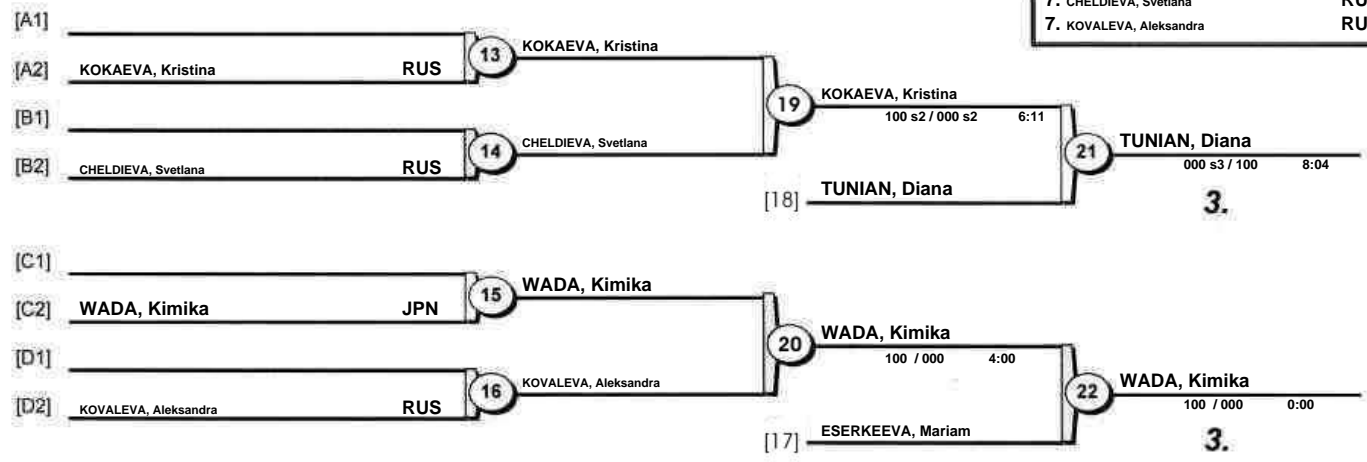 7. CHELDIEVA, Svetlana RU
7. KOVALEVA, Aleksandra RU
[A1]
[A2] KOKAEVA, Kristina RUS
13 KOKAEVA, Kristina
[B1]
[B2] CHELDIEVA, Svetlana RUS
14 CHELDIEVA, Svetlana
19 KOKAEVA, Kristina
100 s2 / 000 s2 6:11
[18] TUNIAN, Diana
21 TUNIAN, Diana
000 s3 / 100 8:04
3.
[C1]
[C2] WADA, Kimika JPN
15 WADA, Kimika
[D1]
[D2] KOVALEVA, Aleksandra RUS
16 KOVALEVA, Aleksandra
20 WADA, Kimika
100 / 000 4:00
[17] ESERKEEVA, Mariam
22 WADA, Kimika
100 / 000 0:00
3.